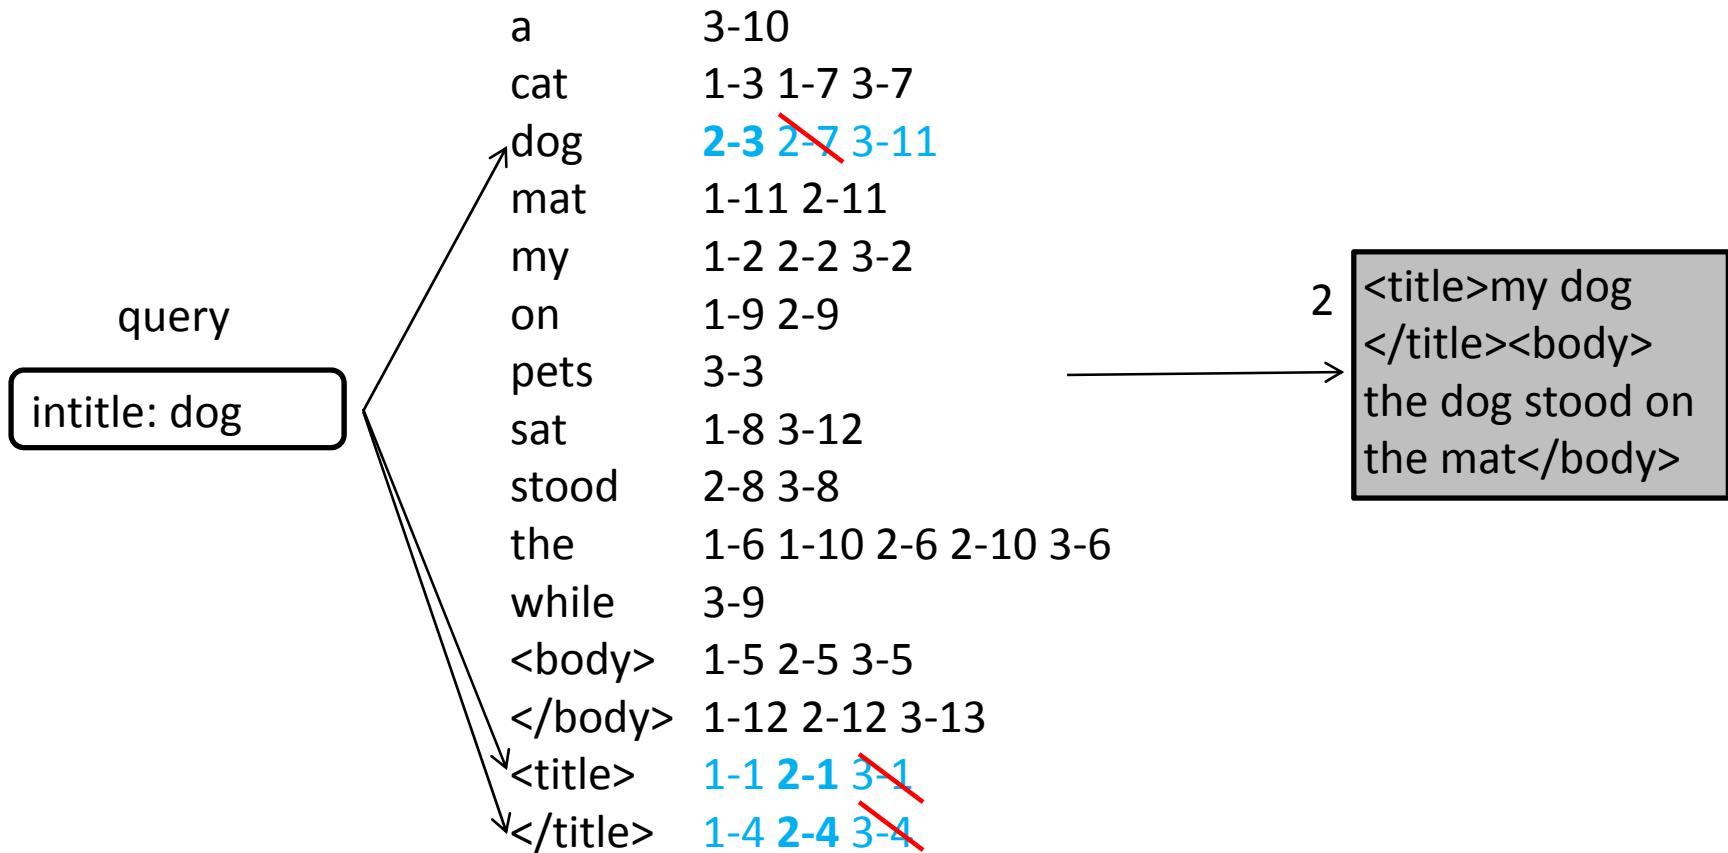 query
intitle: dog
a 3-10
cat 1-3 1-7 3-7
dog 2-3 2-7 3-11
mat 1-11 2-11
my 1-2 2-2 3-2
on 1-9 2-9
pets 3-3
sat 1-8 3-12
stood 2-8 3-8
the 1-6 1-10 2-6 2-10 3-6
while 3-9
<body> 1-5 2-5 3-5
</body> 1-12 2-12 3-13
<title> 1-1 2-1 3-1
</title> 1-4 2-4 3-4
2
<title>my dog
</title><body>
the dog stood on
the mat</body>